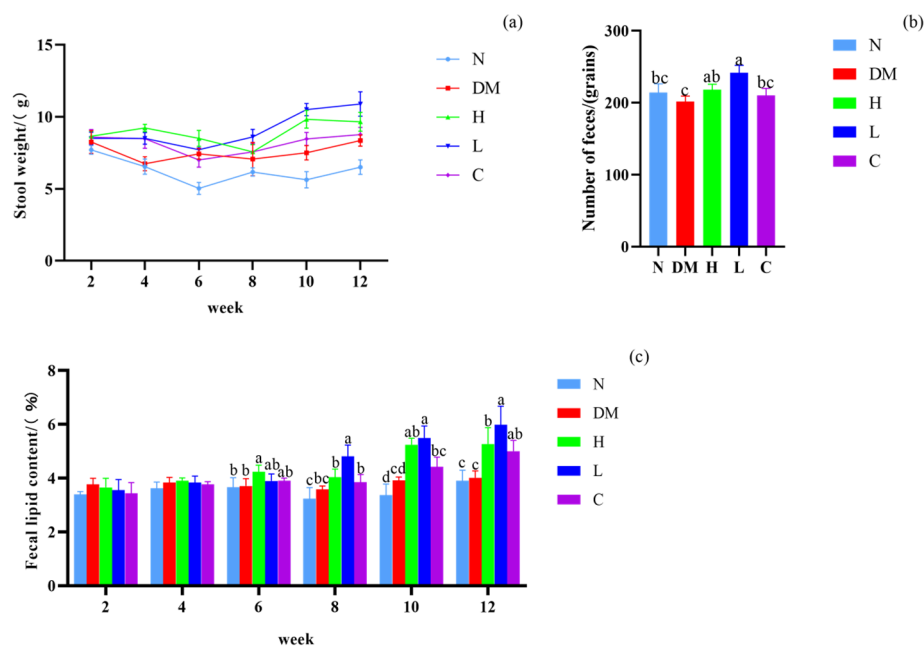 (a)
15
10
5
0
Stool weight/( g)
2 4 6 8 10 12
week
N
DM
H
L
C
(b)
300
200
100
0
Number of feces/(grains)
bc c ab a bc
N DM H L C
N
DM
H
L
C
(c)
8
6
4
2
0
Fecal lipid content/( %)
b b a ab ab
c bc b a b
d cd ab a bc
c c b a ab
2 4 6 8 10 12
week
N
DM
H
L
C